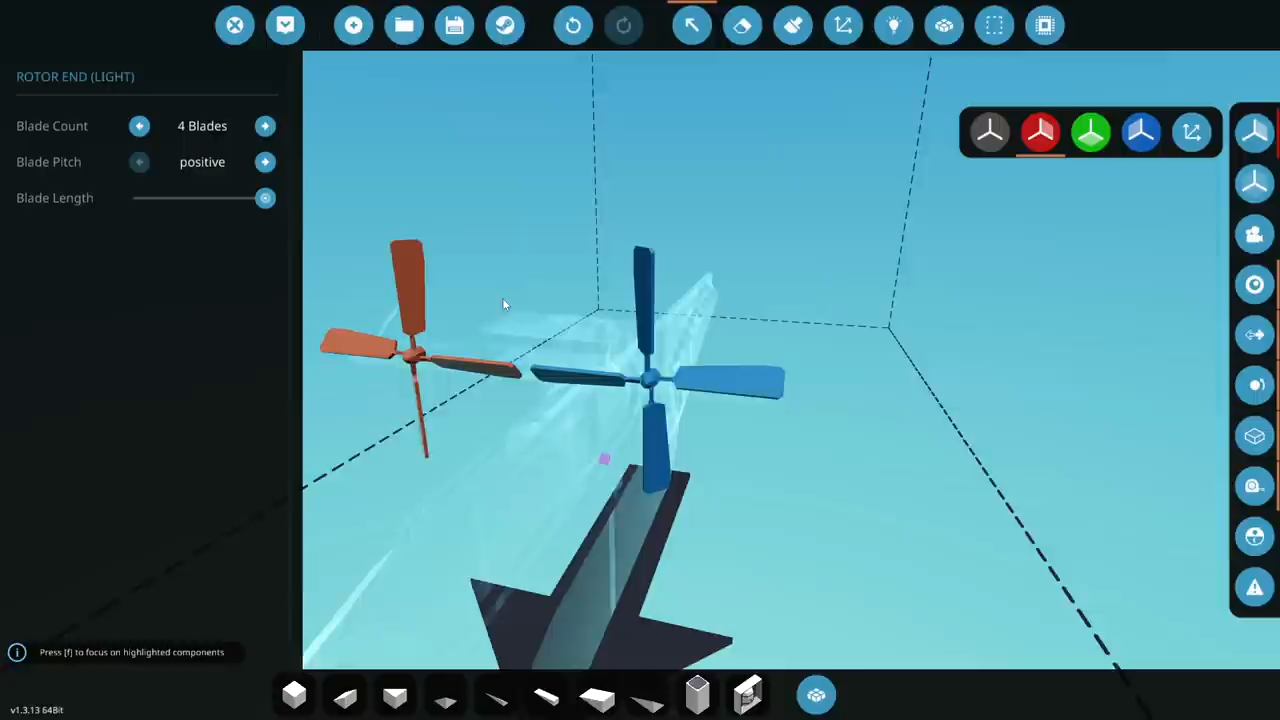 ROTOR END (LIGHT)
Blade Count 4 Blades
Blade Pitch positive
Blade Length
Press [f] to focus on highlighted components
v1.3.13 64Bit